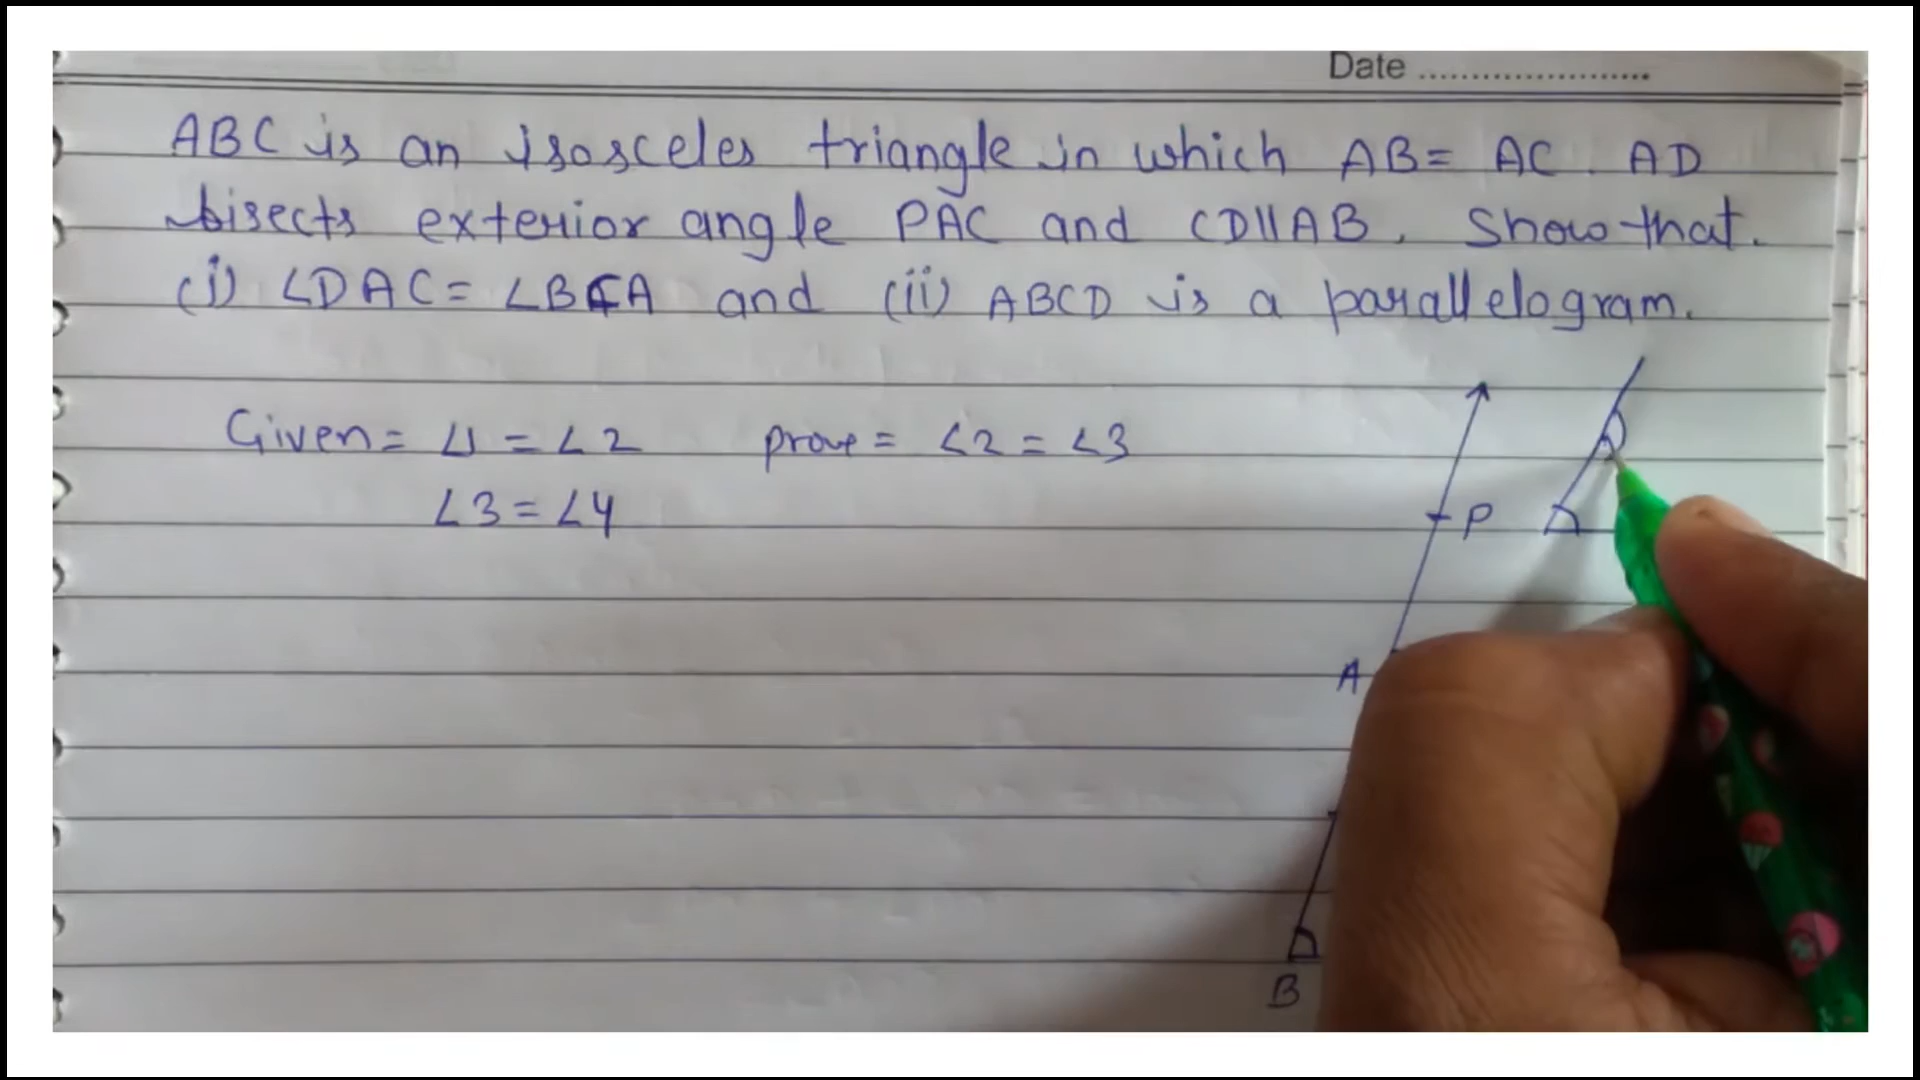 Date ........................
ABC is an isosceles triangle in which AB = AC. AD
bisects exterior angle PAC and CD||AB. Show that.
(i) ∠DAC = ∠BCA and (ii) ABCD is a parallelogram.
Given = ∠1 = ∠2 prove = ∠2 = ∠3
∠3 = ∠4
P
A
B